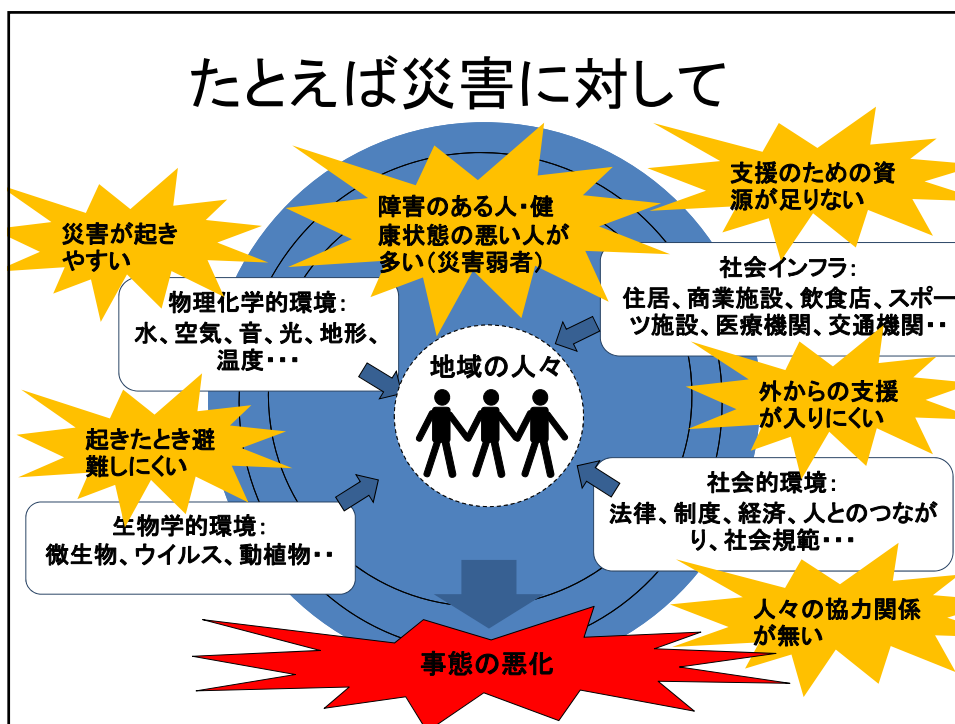 たとえば災害に対して
災害が起き
やすい
障害のある人・健
康状態の悪い人が
多い(災害弱者)
支援のための資
源が足りない
物理化学的環境:
水、空気、音、光、地形、
温度・・・
社会インフラ:
住居、商業施設、飲食店、スポー
ツ施設、医療機関、交通機関・・
地域の人々
起きたとき避
難しにくい
外からの支援
が入りにくい
生物学的環境:
微生物、ウイルス、動植物・・
社会的環境:
法律、制度、経済、人とのつなが
り、社会規範・・・
人々の協力関係
が無い
事態の悪化